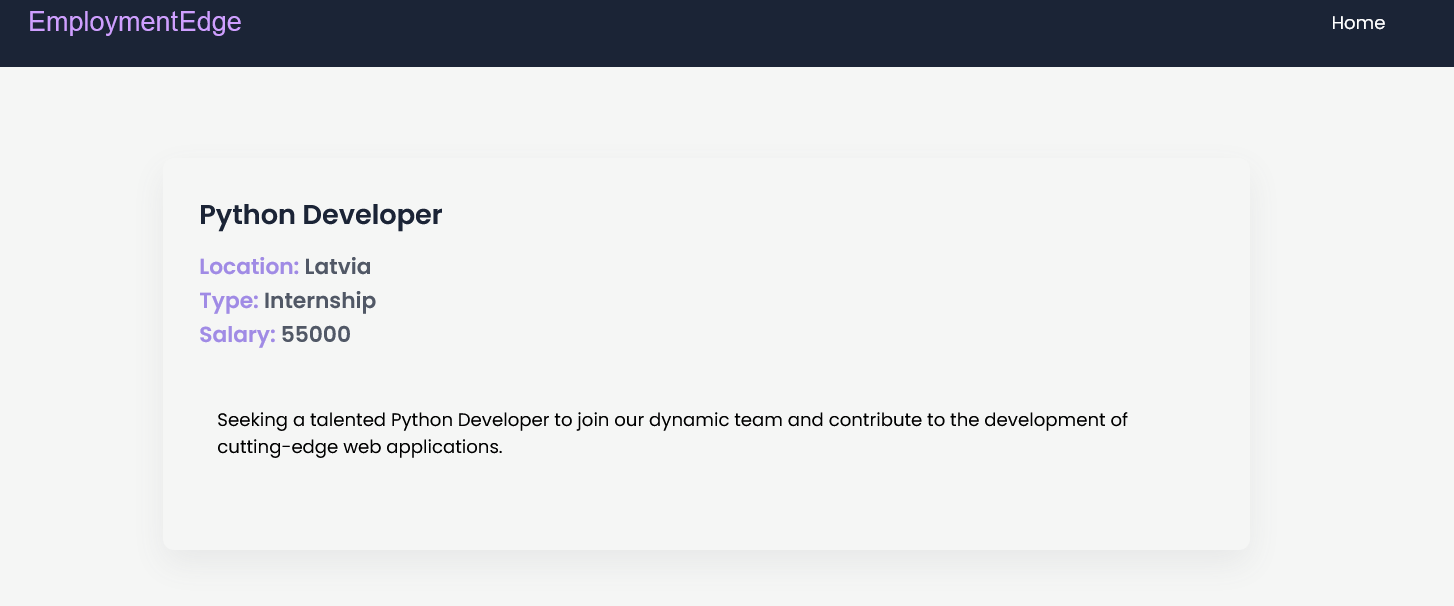 EmploymentEdge
Home
Python Developer
Location: Latvia
Type: Internship
Salary: 55000
Seeking a talented Python Developer to join our dynamic team and contribute to the development of
cutting-edge web applications.